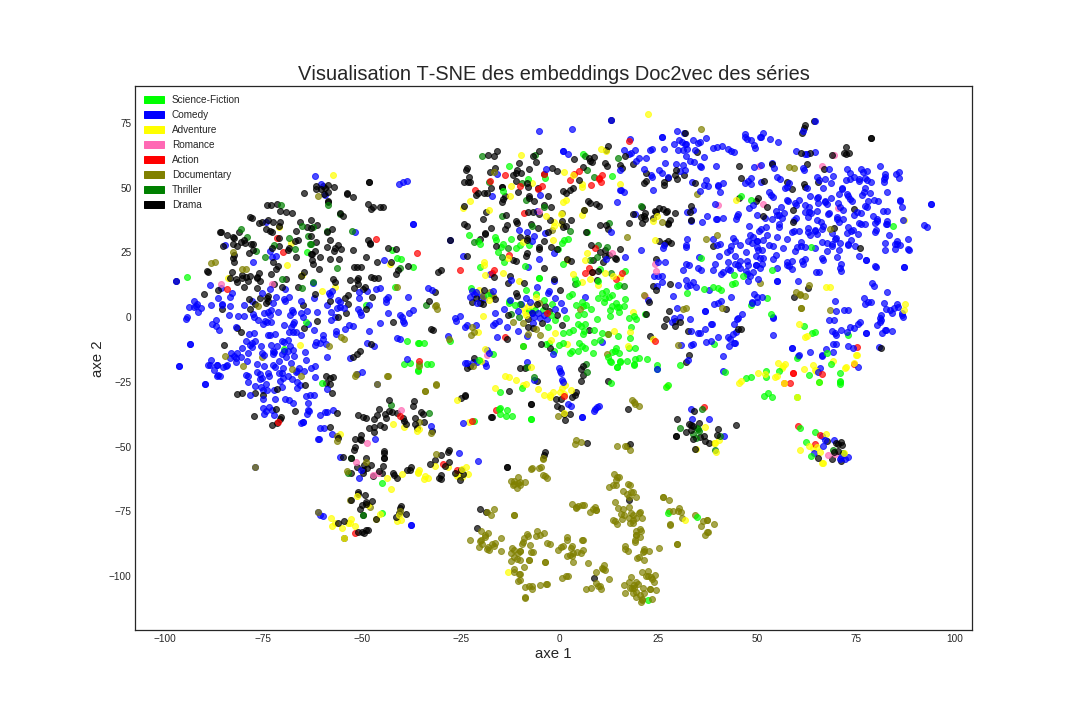 Visualisation T-SNE des embeddings Doc2vec des séries
Science-Fiction
Comedy
Adventure
Romance
Action
Documentary
Thriller
Drama
75
50
25
0
−25
−50
−75
−100
axe 2
−100 −75 −50 −25 0 25 50 75 100
axe 1